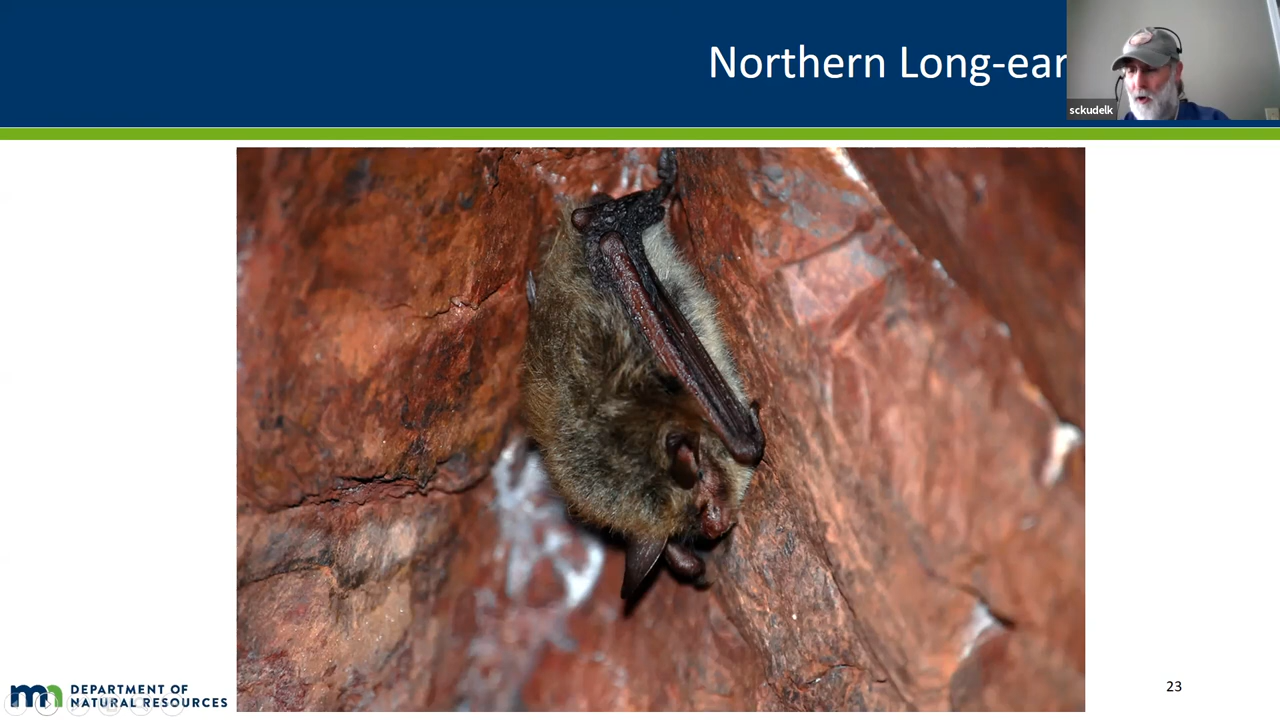 Northern Long-ear
sckudelk
DEPARTMENT OF
NATURAL RESOURCES
23